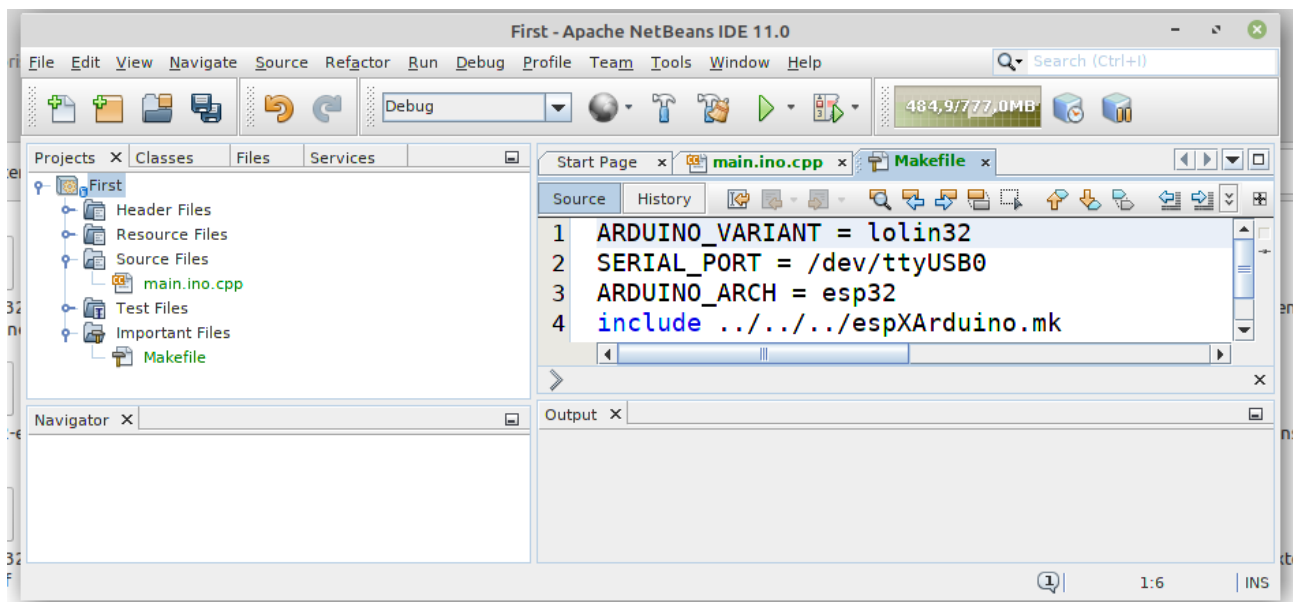 First - Apache NetBeans IDE 11.0
File Edit View Navigate Source Refactor Run Debug Profile Team Tools Window Help
Search (Ctrl+I)
Debug
484,9/777,0MB
Projects Classes Files Services
Start Page main.ino.cpp Makefile
First
Source History
Header Files
Resource Files
Source Files
main.ino.cpp
Test Files
Important Files
Makefile
1 ARDUINO_VARIANT = lolin32
2 SERIAL_PORT = /dev/ttyUSB0
3 ARDUINO_ARCH = esp32
4 include ../../../espXArduino.mk
Navigator
Output
1
1:6
INS